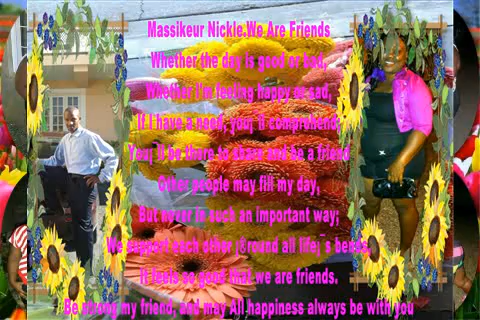 Massikeur Nickle.We Are Friends
Whether the day is good or bad,
Whether I'm feeling happy or sad,
If I have a need, you; ll comprehend;
You; ll be there to share and be a friend
Other people may fill my day,
But never in such an important way;
We support each other ;®round all life; s bends,
It feels so good that we are friends.
Be strong my friend, and may All happiness always be with you